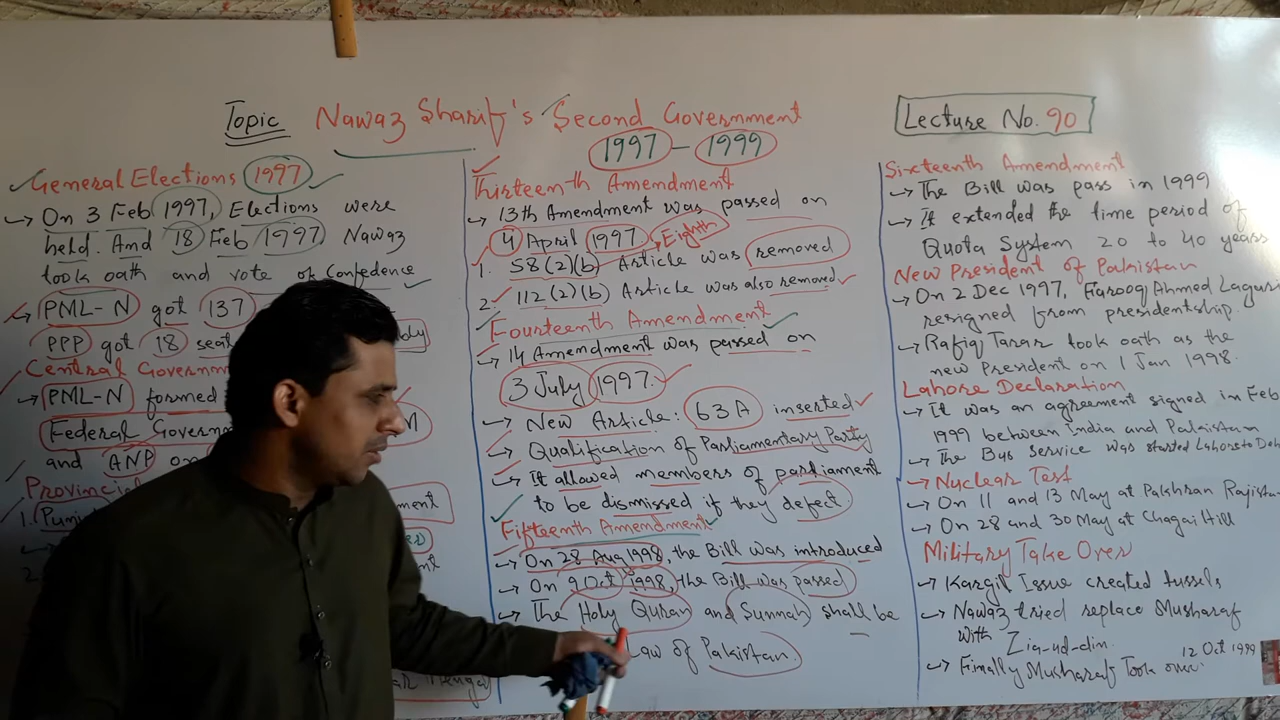 Topic Nawaz Sharif's Second Government
1997 - 1999
Lecture No. 90
General Elections 1997
→ On 3 Feb 1997, Elections were
held. And 18 Feb 1997 Nawaz
took oath and vote of Confedence
→ PML-N got 137
PPP got 18 seat
Central Governm
→ PML-N formed
Federal Governm M
and ANP on
Provincial
1. Punj ment
2.
Thirteenth Amendment
→ 13th Amendment was passed on
4 April 1997 Eighth
1. 58(2)(b) Article was removed
2. 112(2)(b) Article was also removed
Fourteenth Amendment
→ 14 Amendment was passed on
3 July 1997.
→ New Article: 63A inserted
→ Qualification of Parliamentary Party
→ It allowed members of parliament
to be dismissed if they defect
Fifteenth Amendment
→ On 28 Aug 1998, the Bill was introduced
→ On 9 Oct 1998, the Bill was passed
→ The Holy Quran and Sunnah shall be
Law of Pakistan.
Sixteenth Amendment
→ The Bill was pass in 1999
→ It extended the time period of
Quota System 20 to 40 years
New President of Pakistan
→ On 2 Dec 1997, Farooq Ahmed Lagari
resigned from presidentship.
→ Rafiq Tarar took oath as the
new President on 1 Jan 1998.
Lahore Declaration
→ It was an agreement signed in Feb
1999 between India and Pakistan
→ The Bus Service was started Lahore to Del
→ Nuclear Test
→ On 11 and 13 May at Pakhran Rajista
→ On 28 and 30 May at Chagai Hill
Military Take Over
→ Kargil Issue created tussels
→ Nawaz tried replace Musharaf
with Zia-ud-din.
→ Finally Musharaf Took over 12 Oct 1999